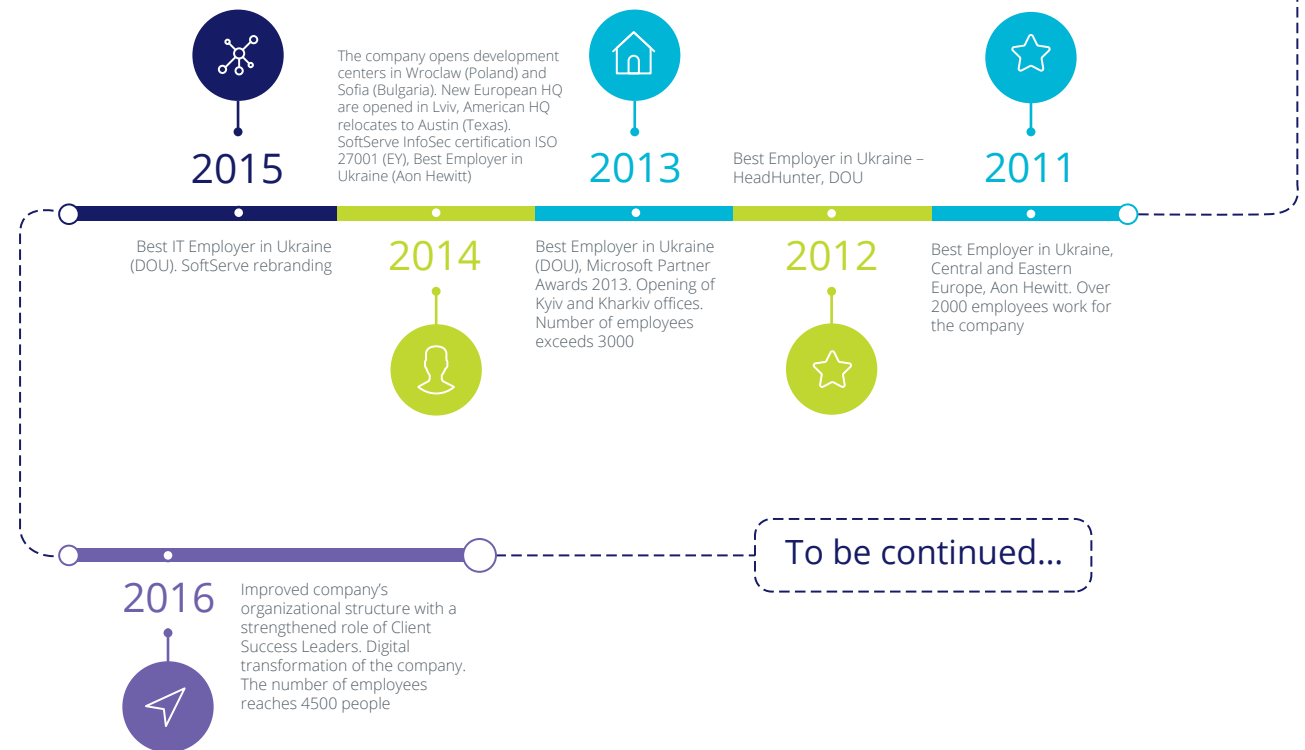 The company opens development
centers in Wroclaw (Poland) and
Sofia (Bulgaria). New European HQ
are opened in Lviv, American HQ
relocates to Austin (Texas).
SoftServe InfoSec certification ISO
27001 (EY), Best Employer in
Ukraine (Aon Hewitt)
2015
2013
Best Employer in Ukraine –
HeadHunter, DOU
2011
Best IT Employer in Ukraine
(DOU). SoftServe rebranding
2014
Best Employer in Ukraine
(DOU), Microsoft Partner
Awards 2013. Opening of
Kyiv and Kharkiv offices.
Number of employees
exceeds 3000
2012
Best Employer in Ukraine,
Central and Eastern
Europe, Aon Hewitt. Over
2000 employees work for
the company
To be continued...
2016
Improved company’s
organizational structure with a
strengthened role of Client
Success Leaders. Digital
transformation of the company.
The number of employees
reaches 4500 people